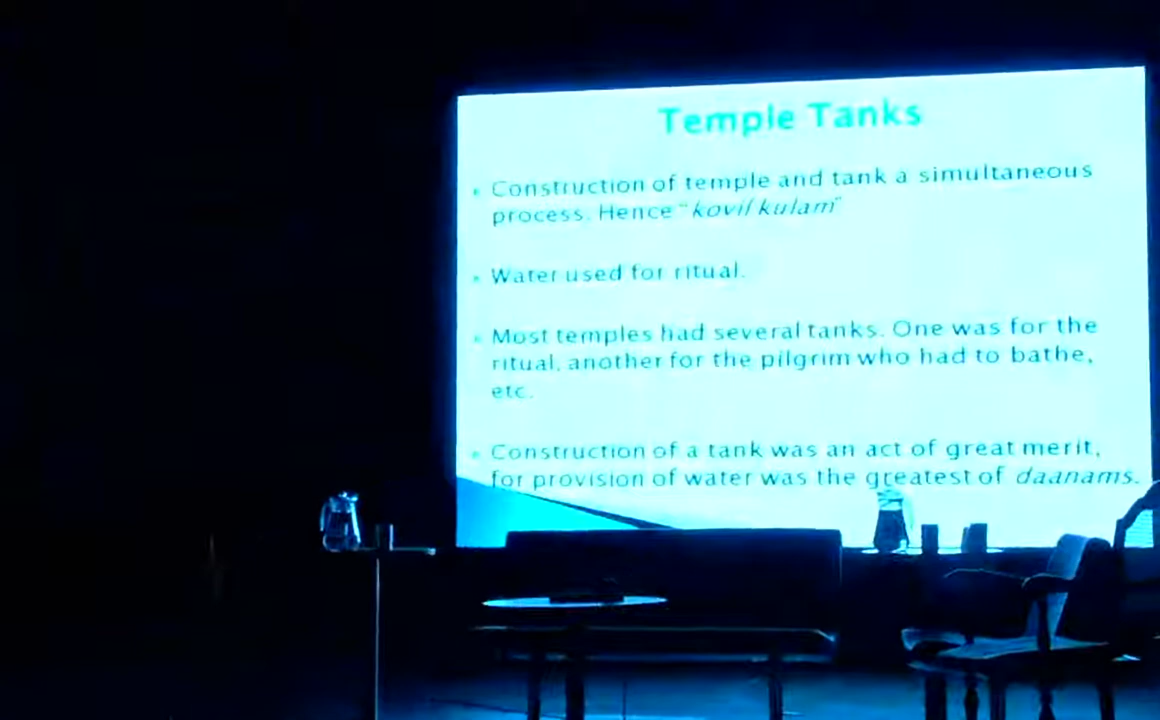 Temple Tanks
Construction of temple and tank a simultaneous
process. Hence "kovil kulam"
Water used for ritual.
Most temples had several tanks. One was for the
ritual, another for the pilgrim who had to bathe,
etc.
Construction of a tank was an act of great merit,
for provision of water was the greatest of daanams.